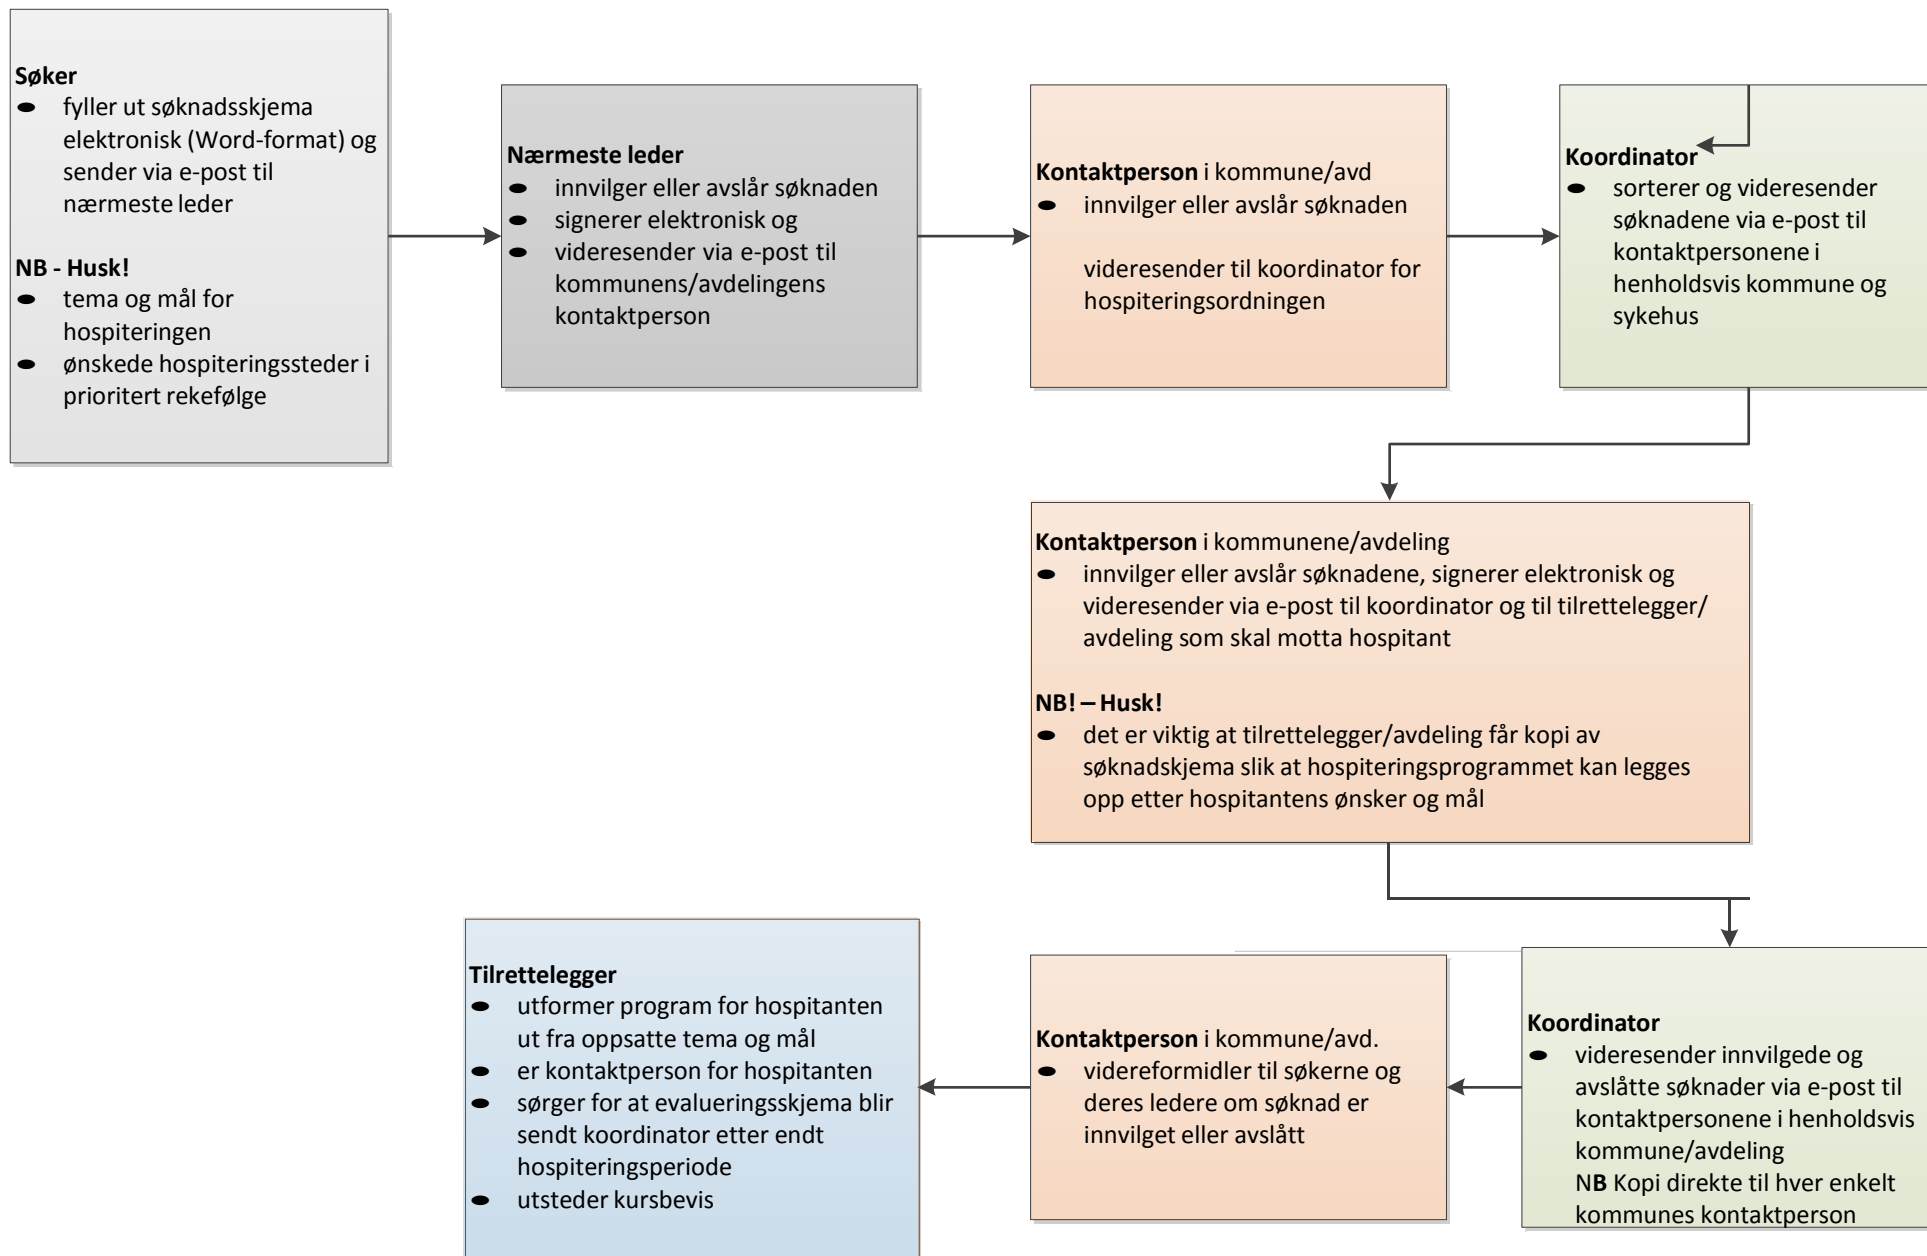 Søker
fyller ut søknadsskjema
elektronisk (Word-format) og
sender via e-post til
nærmeste leder
NB - Husk!
tema og mål for
hospiteringen
ønskede hospiteringssteder i
prioritert rekefølge
Nærmeste leder
innvilger eller avslår søknaden
signerer elektronisk og
videresender via e-post til
kommunens/avdelingens
kontaktperson
Kontaktperson i kommune/avd
innvilger eller avslår søknaden
videresender til koordinator for
hospiteringsordningen
Koordinator
sorterer og videresender
søknadene via e-post til
kontaktpersonene i
henholdsvis kommune og
sykehus
Kontaktperson i kommunene/avdeling
innvilger eller avslår søknadene, signerer elektronisk og
videresender via e-post til koordinator og til tilrettelegger/
avdeling som skal motta hospitant
NB! – Husk!
det er viktig at tilrettelegger/avdeling får kopi av
søknadskjema slik at hospiteringsprogrammet kan legges
opp etter hospitantens ønsker og mål
Koordinator
videresender innvilgede og
avslåtte søknader via e-post til
kontaktpersonene i henholdsvis
kommune/avdeling
NB Kopi direkte til hver enkelt
kommunes kontaktperson
Kontaktperson i kommune/avd.
videreformidler til søkerne og
deres ledere om søknad er
innvilget eller avslått
Tilrettelegger
utformer program for hospitanten
ut fra oppsatte tema og mål
er kontaktperson for hospitanten
sørger for at evalueringsskjema blir
sendt koordinator etter endt
hospiteringsperiode
utsteder kursbevis